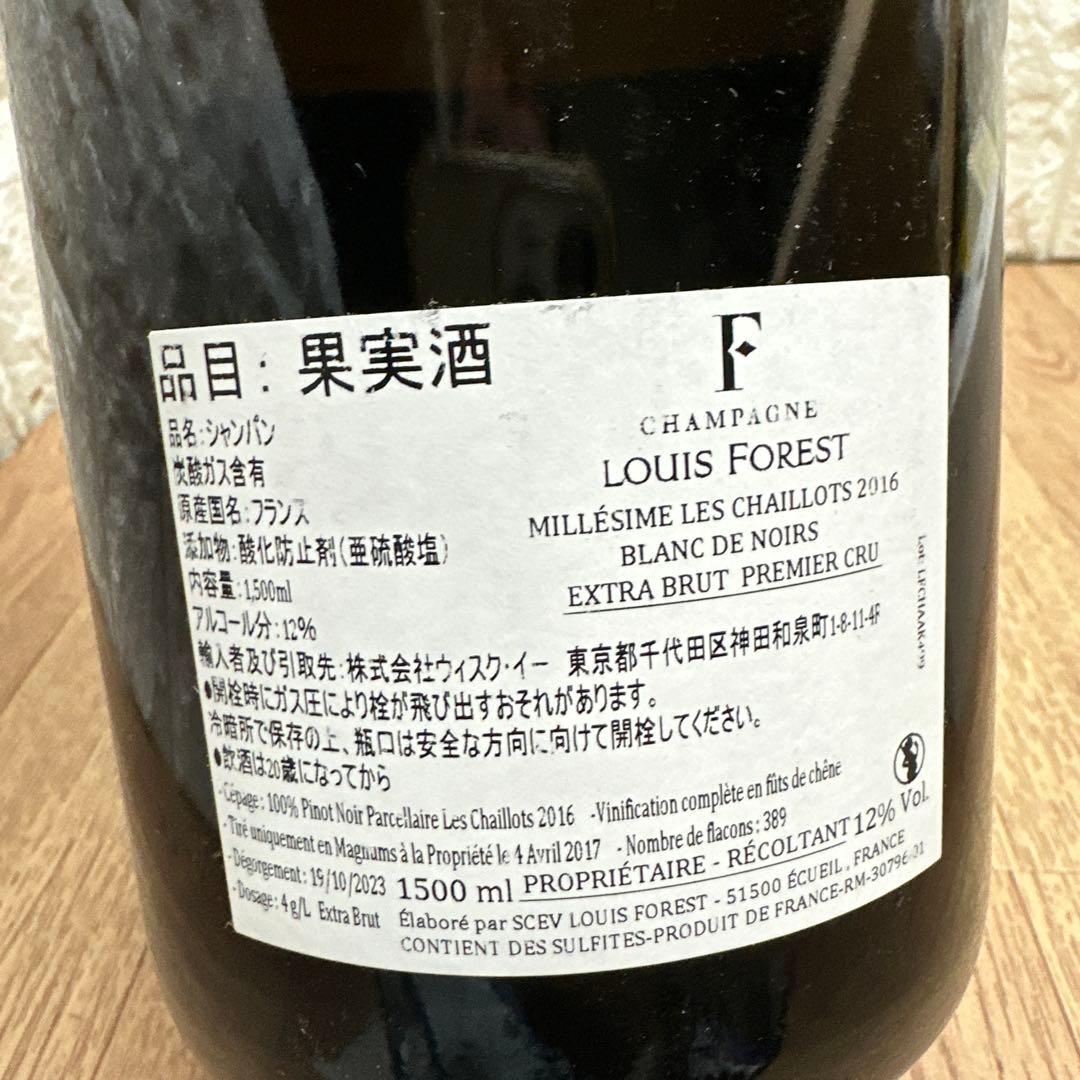 品目: 果実酒
品名:シャンパン
炭酸ガス含有
原産国名:フランス
添加物:酸化防止剤(亜硫酸塩)
内容量:1,500ml
アルコール分:12%
輸入者及び引取先:株式会社ウィスク・イー 東京都千代田区神田和泉町1-8-11-4F
●開栓時にガス圧により栓が飛び出すおそれがあります。
冷暗所で保存の上、瓶口は安全な方向に向けて開栓してください。
●飲酒は20歳になってから
F
CHAMPAGNE
LOUIS FOREST
MILLÉSIME LES CHAILLOTS 2016
BLANC DE NOIRS
EXTRA BRUT PREMIER CRU
-Cépage: 100% Pinot Noir Parcellaire Les Chaillots 2016 -Vinification complète en fûts de chêne
-Tiré uniquement en Magnums à la Propriété le 4 Avril 2017 - Nombre de flacons: 389
-Dégorgement: 19/10/2023
-Dosage: 4 g/L Extra Brut
1500 ml PROPRIÉTAIRE - RÉCOLTANT 12% Vol.
Élaboré par SCEV LOUIS FOREST - 51500 ÉCUEIL, FRANCE
CONTIENT DES SULFITES-PRODUIT DE FRANCE-RM-30796-01